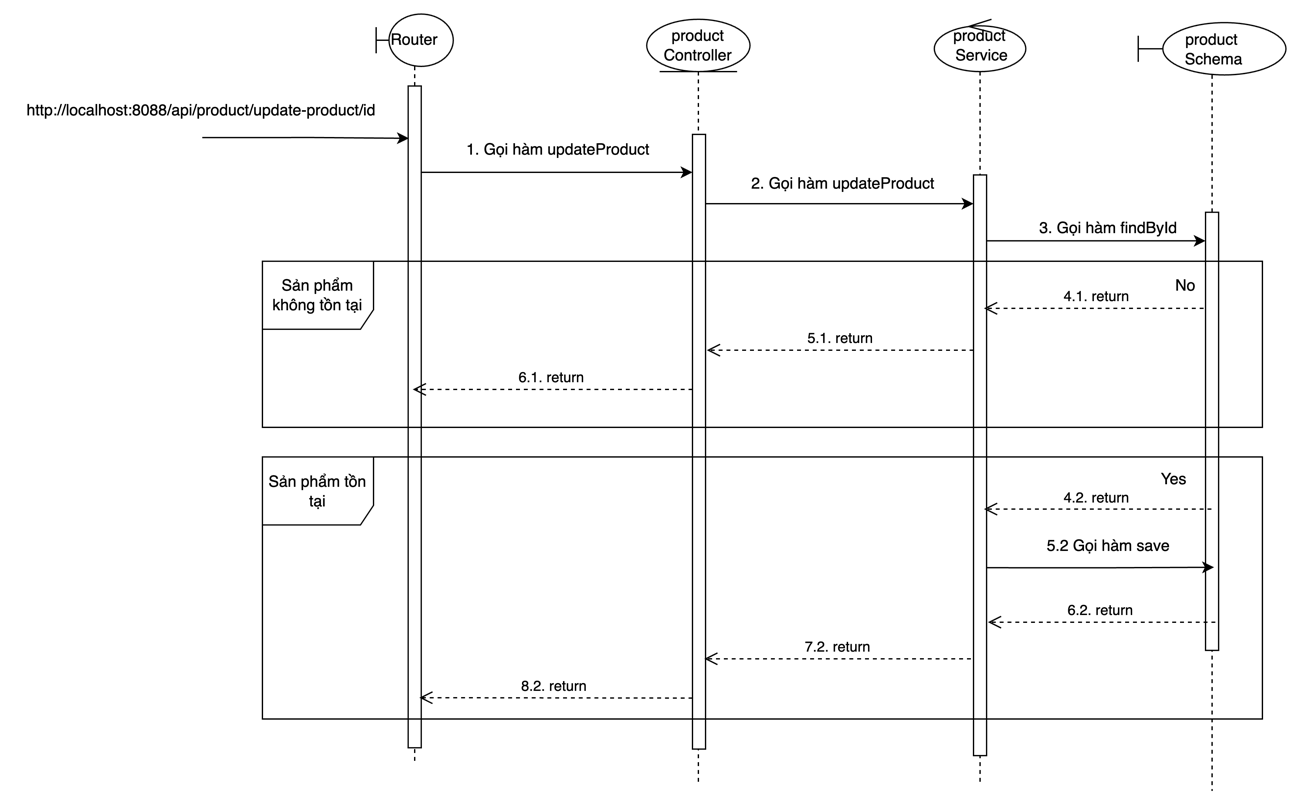 Router
product
Controller
product
Service
product
Schema
http://localhost:8088/api/product/update-product/id
1. Gọi hàm updateProduct
2. Gọi hàm updateProduct
3. Gọi hàm findById
Sản phẩm
không tồn tại
No
4.1. return
5.1. return
6.1. return
Sản phẩm tồn
tại
Yes
4.2. return
5.2 Gọi hàm save
6.2. return
7.2. return
8.2. return